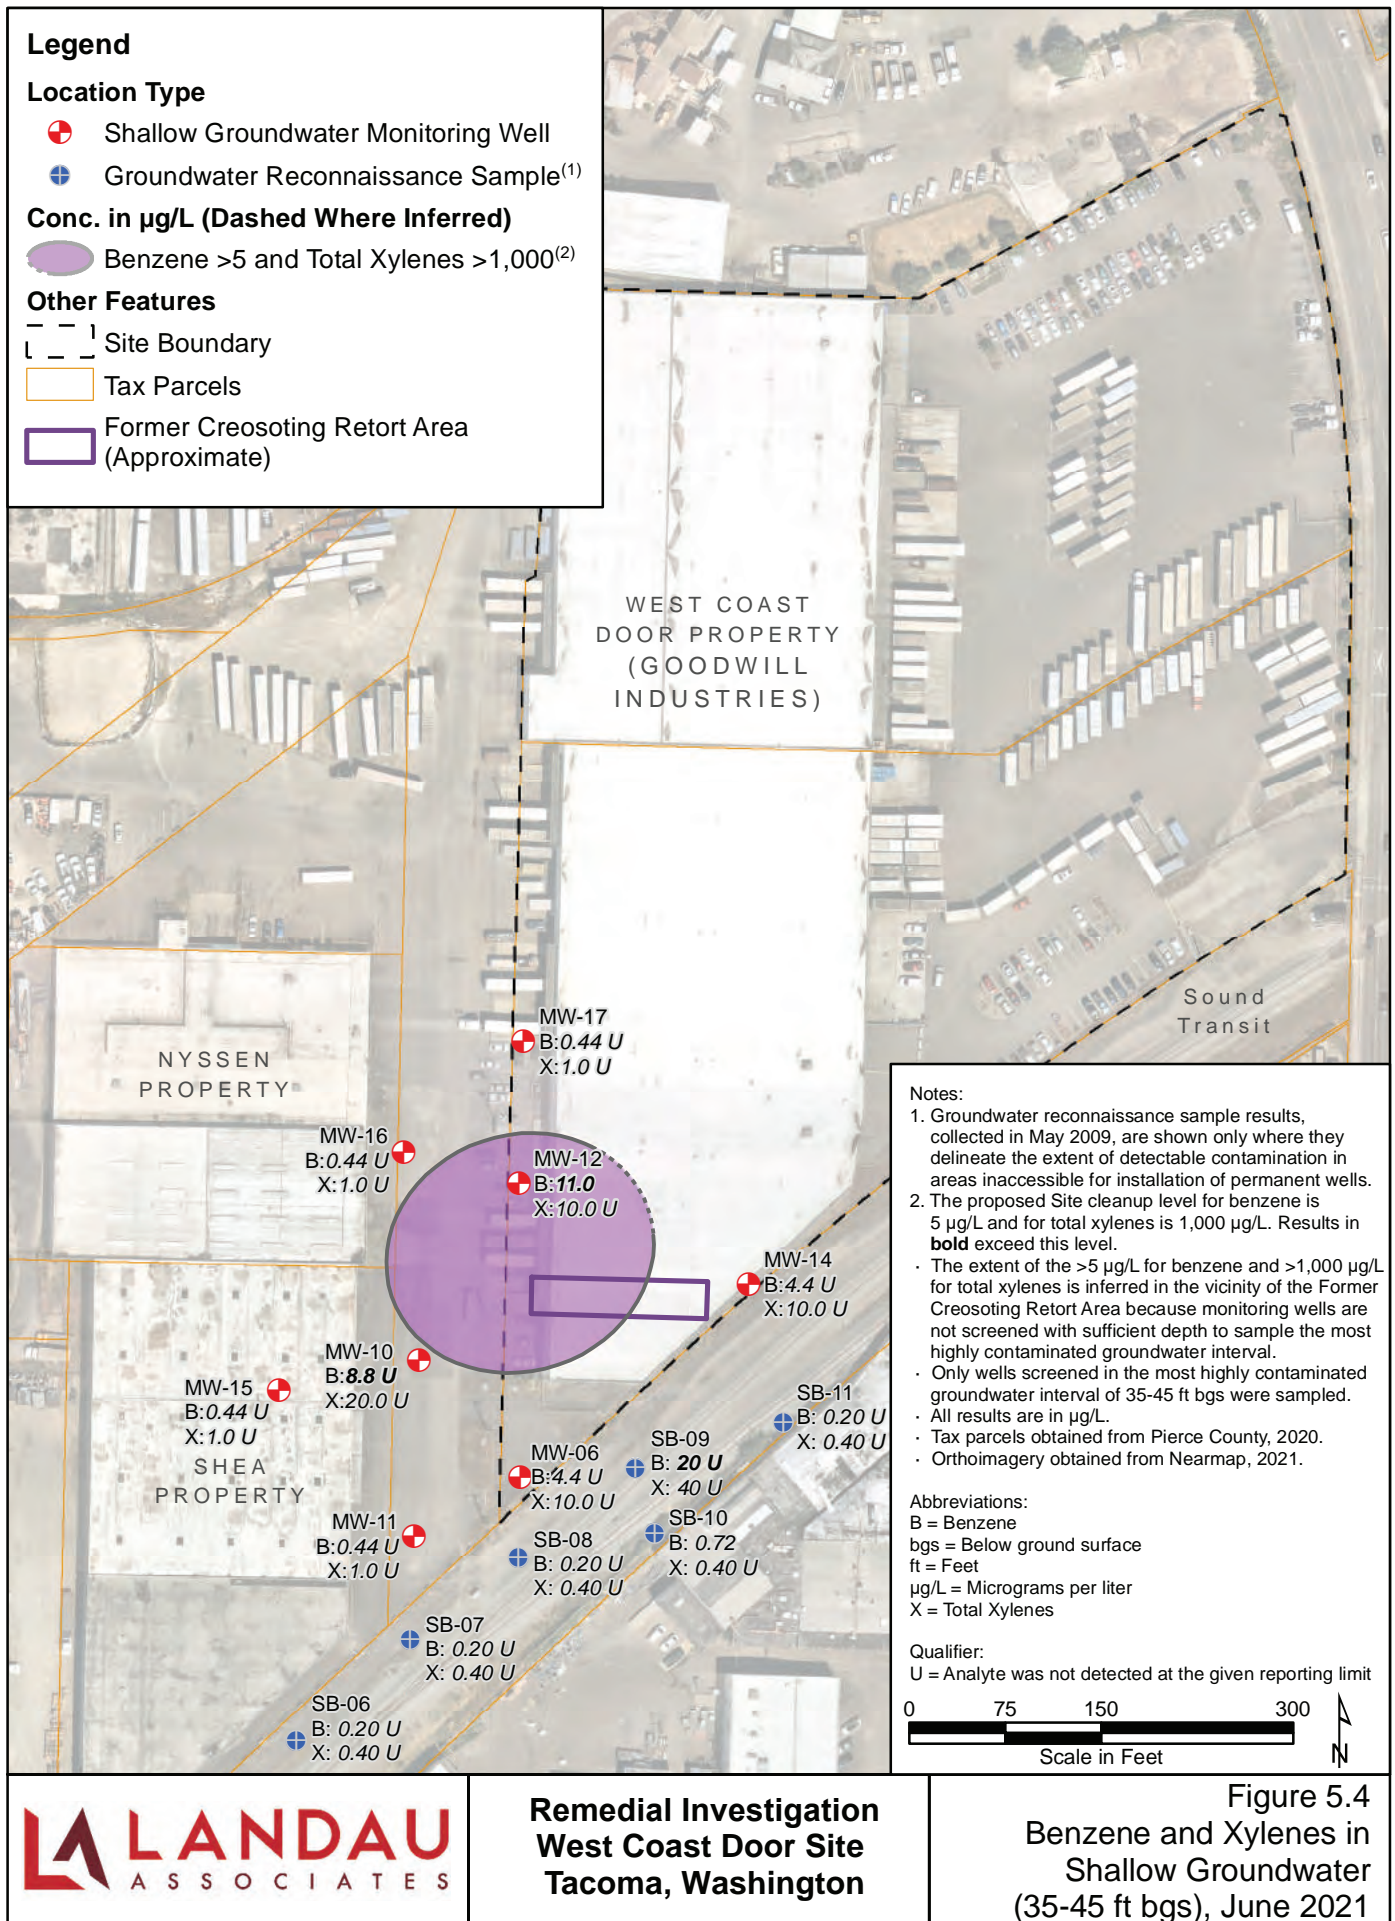 Legend
Location Type
Shallow Groundwater Monitoring Well
Groundwater Reconnaissance Sample(1)
Conc. in µg/L (Dashed Where Inferred)
Benzene >5 and Total Xylenes >1,000(2)
Other Features
Site Boundary
Tax Parcels
Former Creosoting Retort Area
(Approximate)
WEST COAST
DOOR PROPERTY
(GOODWILL
INDUSTRIES)
Sound
Transit
NYSSEN
PROPERTY
MW-17
B:0.44 U
X:1.0 U
MW-16
B:0.44 U
X:1.0 U
MW-12
B:11.0
X:10.0 U
MW-14
B:4.4 U
X:10.0 U
MW-10
B:8.8 U
X:20.0 U
MW-15
B:0.44 U
X:1.0 U
SHEA
PROPERTY
MW-06
B:4.4 U
X:10.0 U
MW-11
B:0.44 U
X:1.0 U
SB-11
B: 0.20 U
X: 0.40 U
SB-09
B: 20 U
X: 40 U
SB-10
B: 0.72
X: 0.40 U
SB-08
B: 0.20 U
X: 0.40 U
SB-07
B: 0.20 U
X: 0.40 U
SB-06
B: 0.20 U
X: 0.40 U
Notes:
1. Groundwater reconnaissance sample results,
collected in May 2009, are shown only where they
delineate the extent of detectable contamination in
areas inaccessible for installation of permanent wells.
2. The proposed Site cleanup level for benzene is
5 µg/L and for total xylenes is 1,000 µg/L. Results in
bold exceed this level.
· The extent of the >5 µg/L for benzene and >1,000 µg/L
for total xylenes is inferred in the vicinity of the Former
Creosoting Retort Area because monitoring wells are
not screened with sufficient depth to sample the most
highly contaminated groundwater interval.
· Only wells screened in the most highly contaminated
groundwater interval of 35-45 ft bgs were sampled.
· All results are in µg/L.
· Tax parcels obtained from Pierce County, 2020.
· Orthoimagery obtained from Nearmap, 2021.
Abbreviations:
B = Benzene
bgs = Below ground surface
ft = Feet
µg/L = Micrograms per liter
X = Total Xylenes
Qualifier:
U = Analyte was not detected at the given reporting limit
0 75 150 300
Scale in Feet
N
LANDAU
ASSOCIATES
Remedial Investigation
West Coast Door Site
Tacoma, Washington
Figure 5.4
Benzene and Xylenes in
Shallow Groundwater
(35-45 ft bgs), June 2021